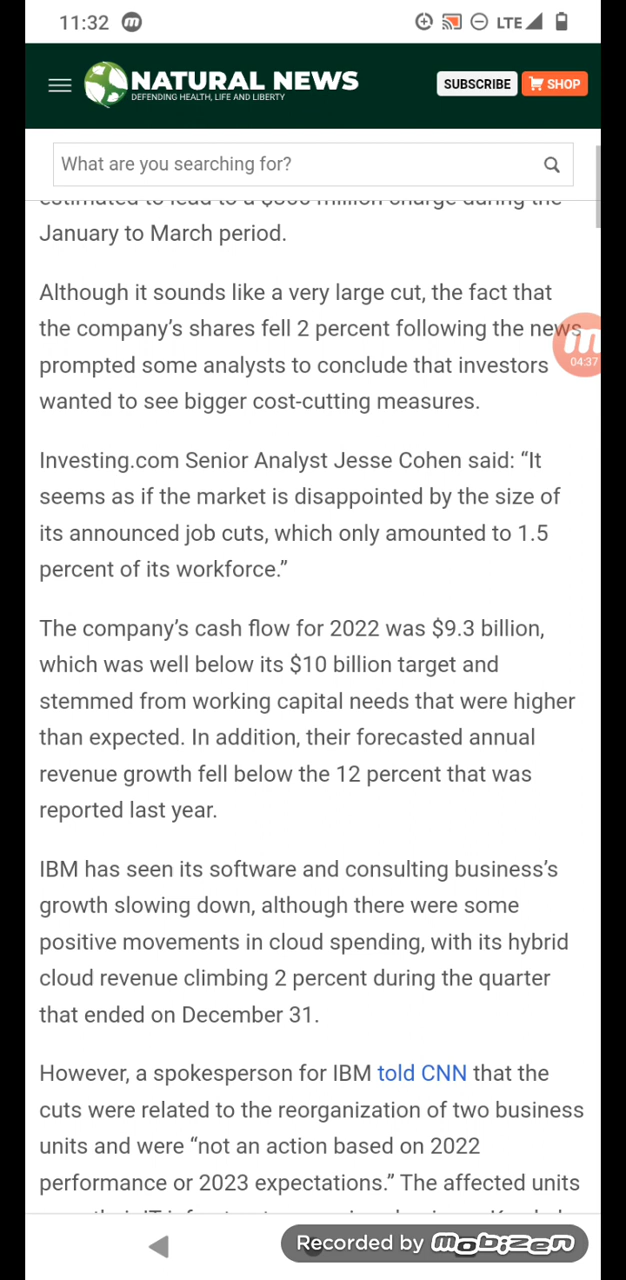 11:32
LTE
NATURAL NEWS
DEFENDING HEALTH, LIFE AND LIBERTY
SUBSCRIBE
SHOP
What are you searching for?
January to March period.
Although it sounds like a very large cut, the fact that
the company’s shares fell 2 percent following the news
prompted some analysts to conclude that investors
04:37
wanted to see bigger cost-cutting measures.
Investing.com Senior Analyst Jesse Cohen said: “It
seems as if the market is disappointed by the size of
its announced job cuts, which only amounted to 1.5
percent of its workforce.”
The company’s cash flow for 2022 was $9.3 billion,
which was well below its $10 billion target and
stemmed from working capital needs that were higher
than expected. In addition, their forecasted annual
revenue growth fell below the 12 percent that was
reported last year.
IBM has seen its software and consulting business’s
growth slowing down, although there were some
positive movements in cloud spending, with its hybrid
cloud revenue climbing 2 percent during the quarter
that ended on December 31.
However, a spokesperson for IBM told CNN that the
cuts were related to the reorganization of two business
units and were “not an action based on 2022
performance or 2023 expectations.” The affected units
Recorded by mobizen